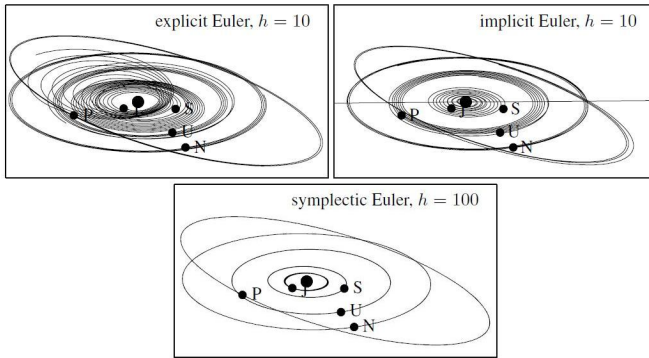 explicit Euler, h = 10
P
J
S
U
N
implicit Euler, h = 10
P
J
S
U
N
symplectic Euler, h = 100
P
J
S
U
N